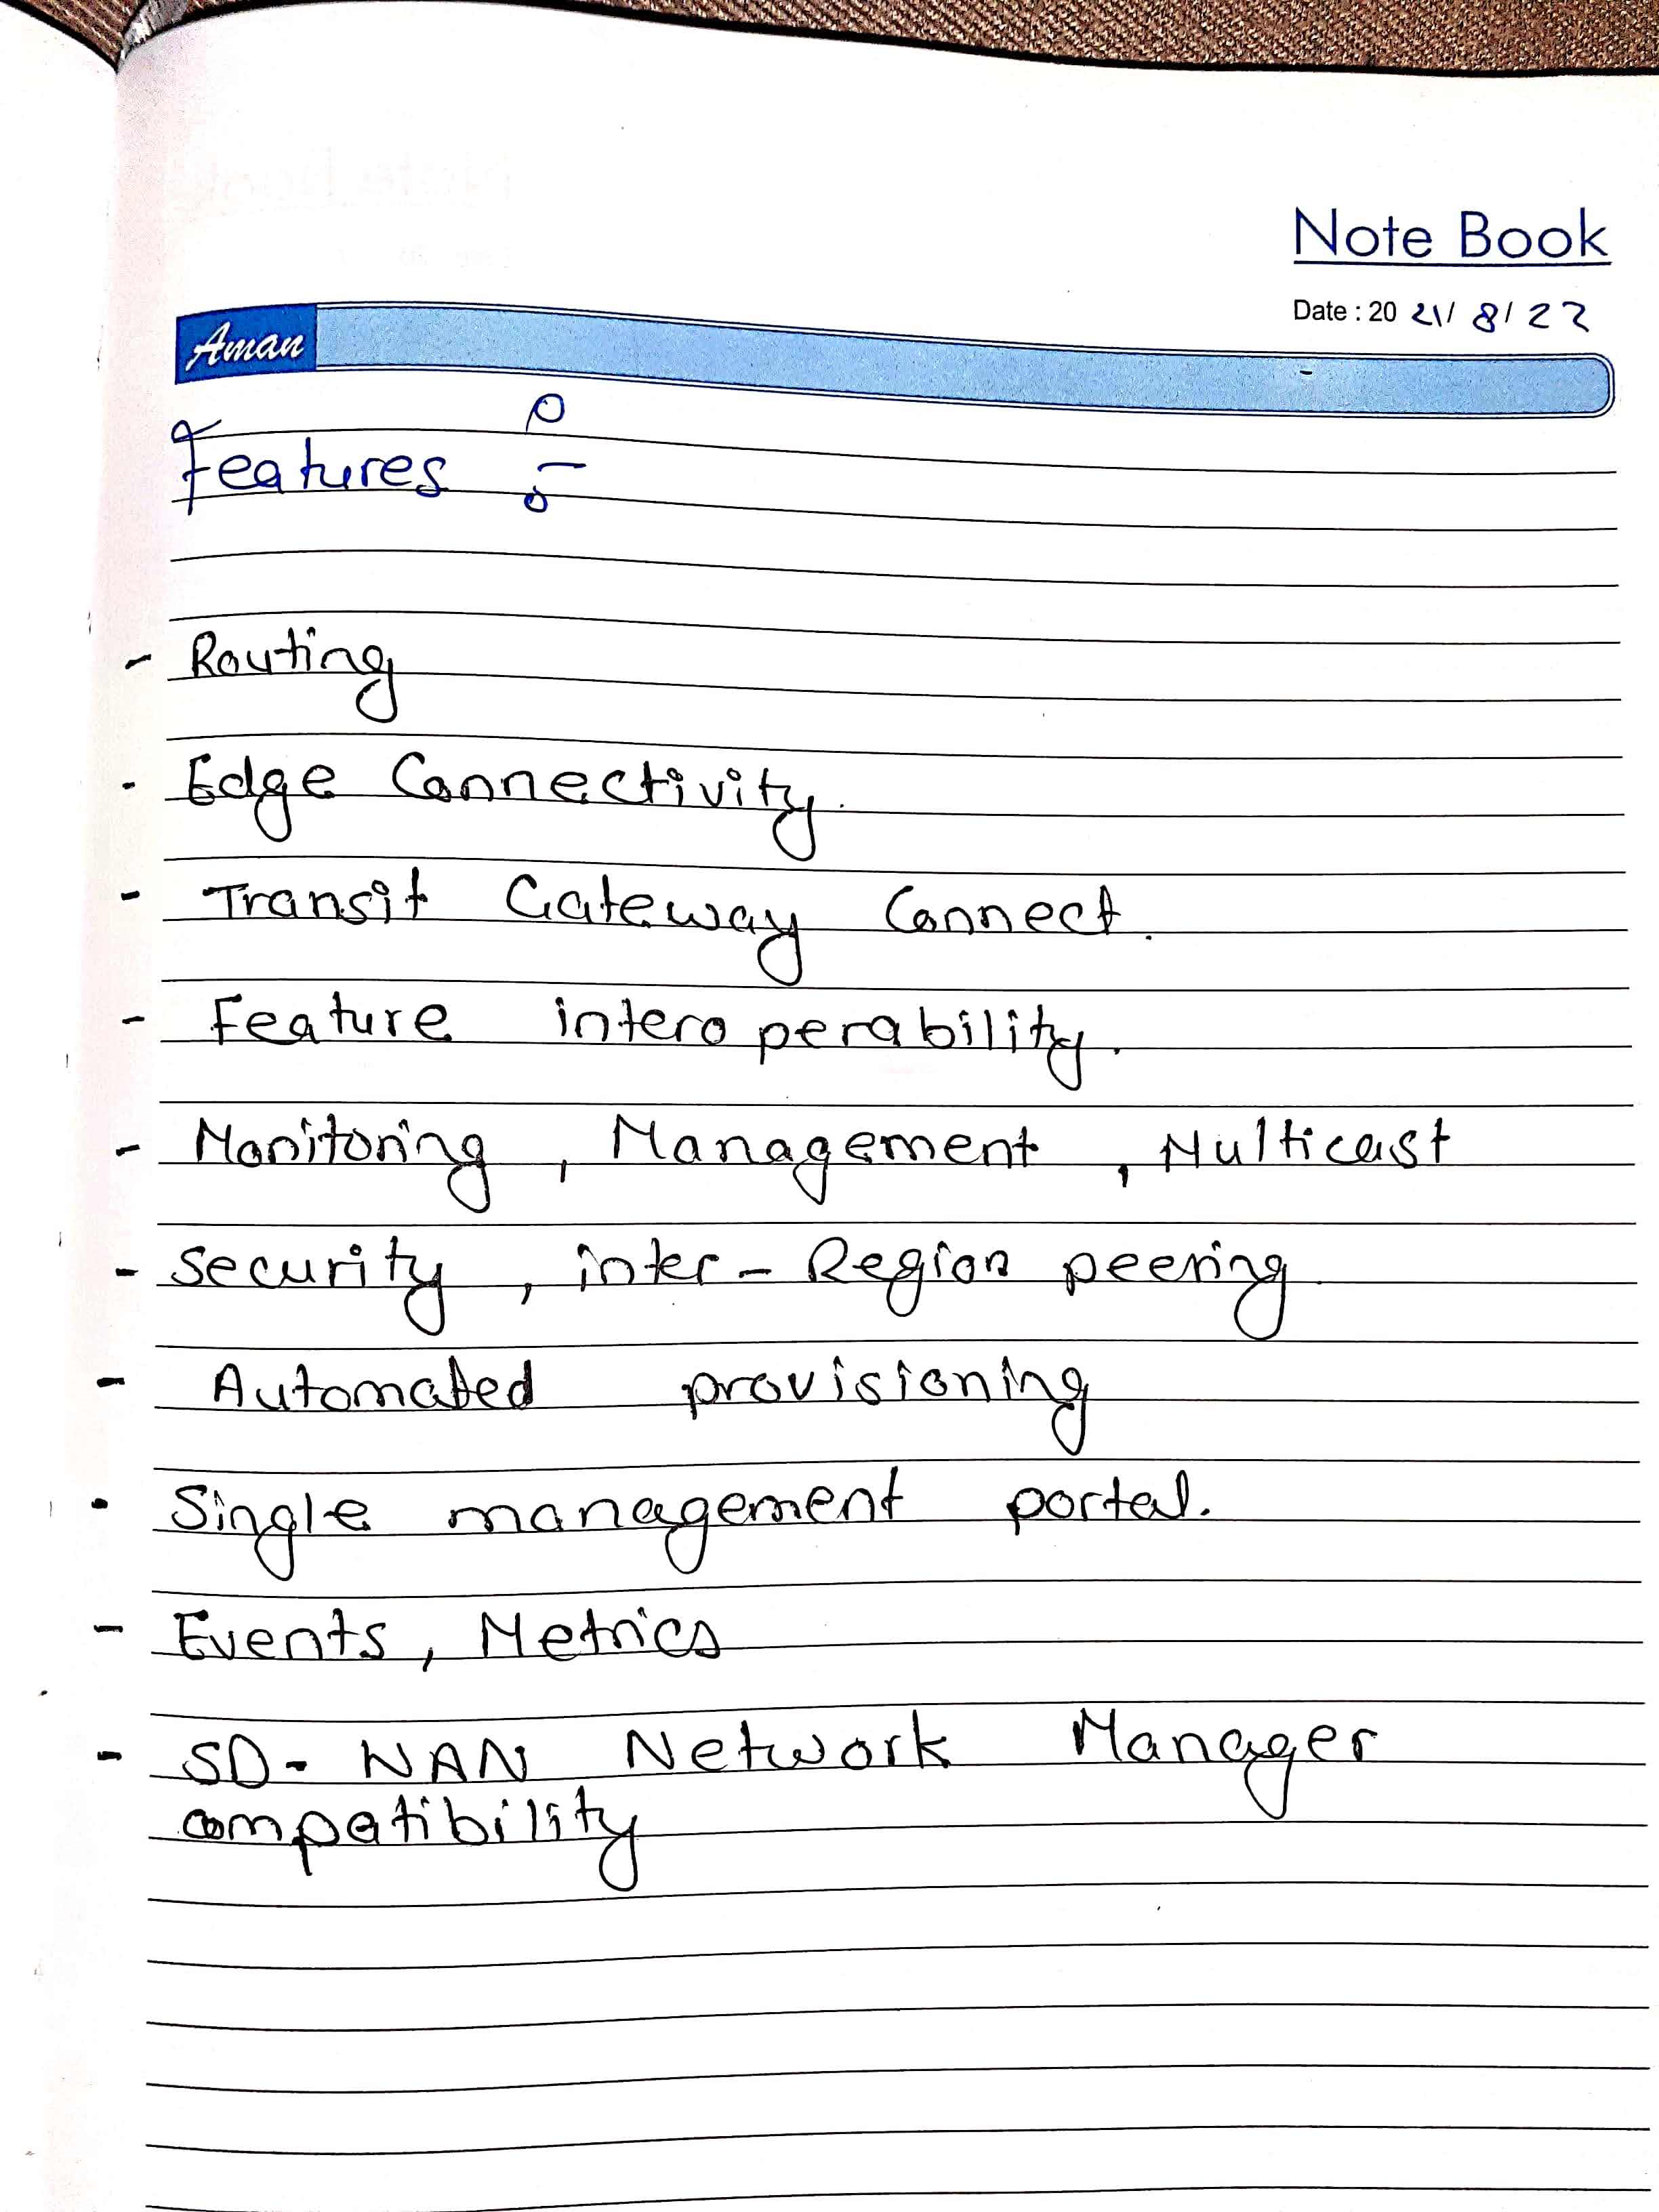 Note Book
Date : 20 21/8/22
Aman
Features :-
- Routing
- Edge Connectivity.
- Transit Gateway Connect.
- Feature interoperability.
- Monitoring, Management, Multicast
- Security, inter-Region peering
- Automated provisioning
- Single management portal.
- Events, Metrics
- SD-WAN Network Manager
compatibility